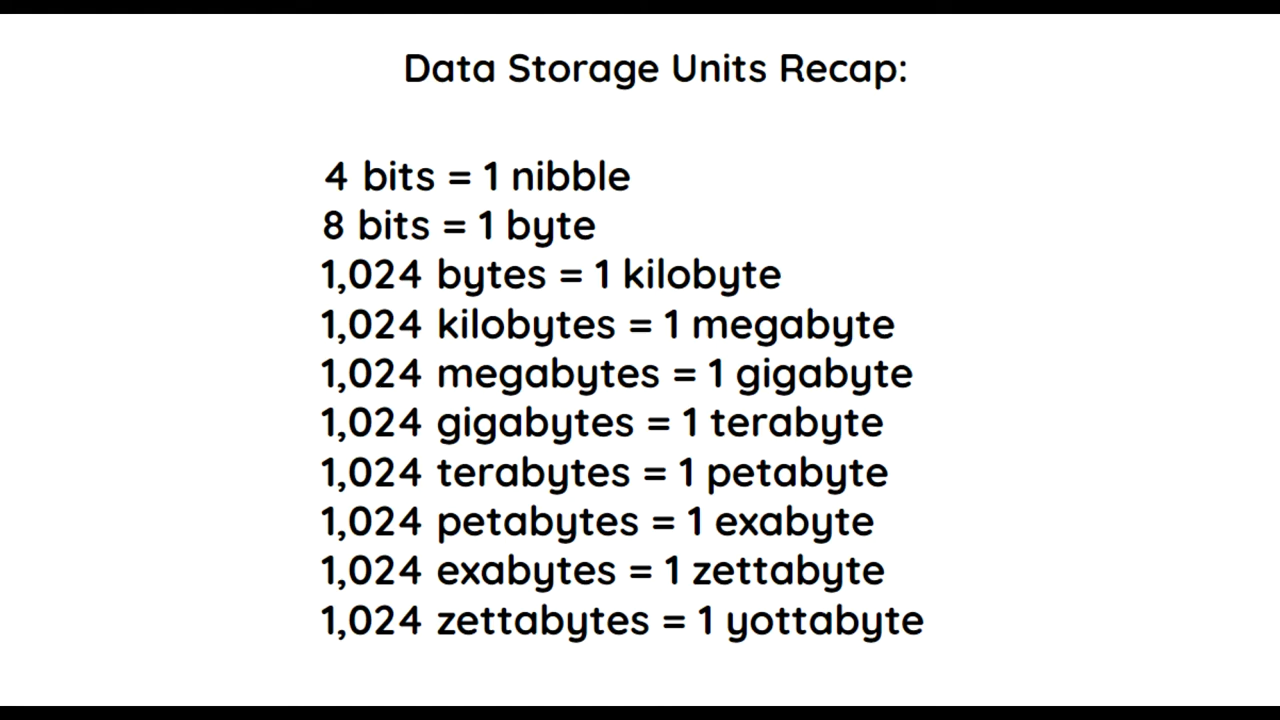 Data Storage Units Recap:
4 bits = 1 nibble
8 bits = 1 byte
1,024 bytes = 1 kilobyte
1,024 kilobytes = 1 megabyte
1,024 megabytes = 1 gigabyte
1,024 gigabytes = 1 terabyte
1,024 terabytes = 1 petabyte
1,024 petabytes = 1 exabyte
1,024 exabytes = 1 zettabyte
1,024 zettabytes = 1 yottabyte